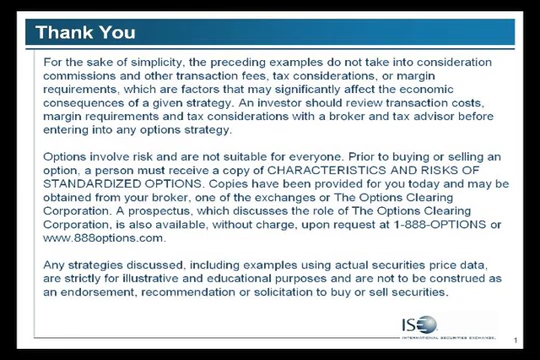 Thank You
For the sake of simplicity, the preceding examples do not take into consideration
commissions and other transaction fees, tax considerations, or margin
requirements, which are factors that may significantly affect the economic
consequences of a given strategy. An investor should review transaction costs,
margin requirements and tax considerations with a broker and tax advisor before
entering into any options strategy.
Options involve risk and are not suitable for everyone. Prior to buying or selling an
option, a person must receive a copy of CHARACTERISTICS AND RISKS OF
STANDARDIZED OPTIONS. Copies have been provided for you today and may be
obtained from your broker, one of the exchanges or The Options Clearing
Corporation. A prospectus, which discusses the role of The Options Clearing
Corporation, is also available, without charge, upon request at 1-888-OPTIONS or
www.888options.com.
Any strategies discussed, including examples using actual securities price data,
are strictly for illustrative and educational purposes and are not to be construed as
an endorsement, recommendation or solicitation to buy or sell securities.
ISE
INTERNATIONAL SECURITIES EXCHANGE.
1